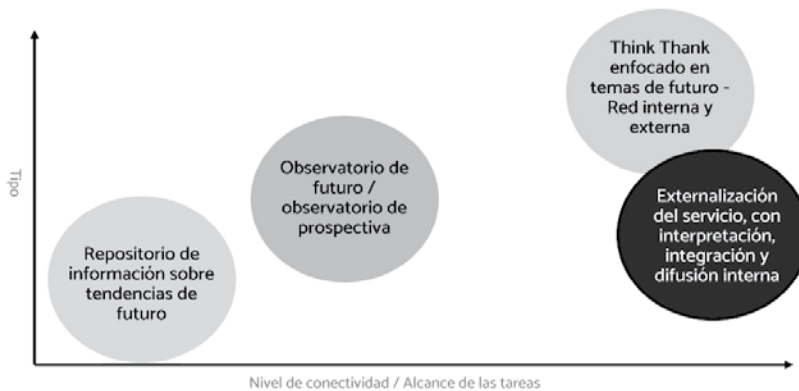 Think Thank
enfocado en
temas de futuro -
Red interna y
externa
Tipo
Observatorio de
futuro /
observatorio de
prospectiva
Externalización
del servicio, con
interpretación,
integración y
difusión interna
Repositorio de
información sobre
tendencias de
futuro
Nivel de conectividad / Alcance de las tareas